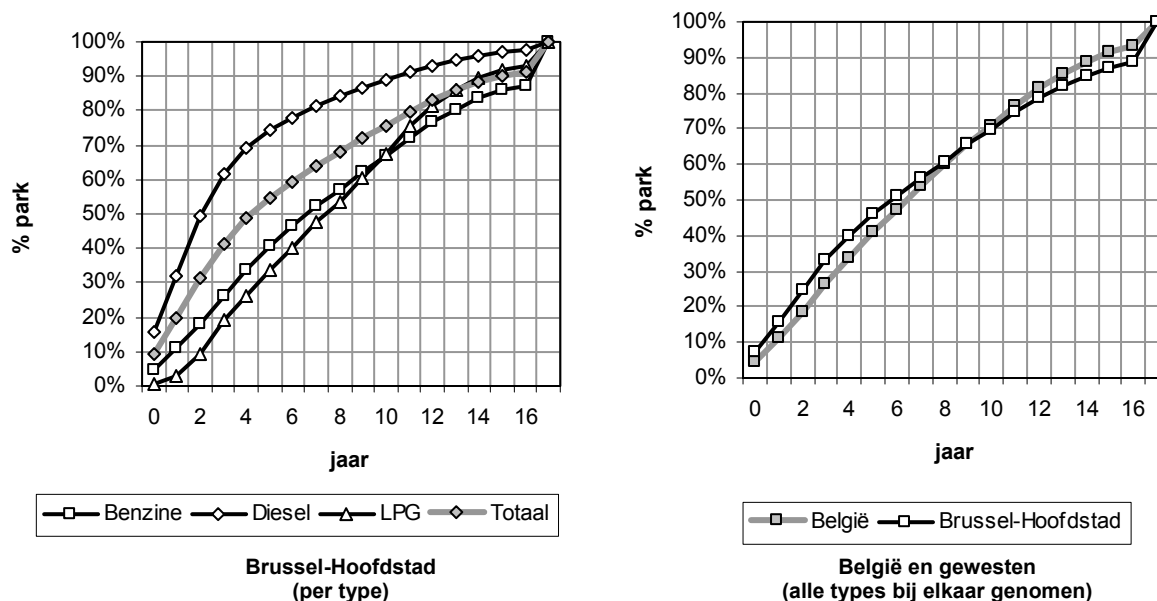 100%
90%
80%
70%
60%
50%
40%
30%
20%
10%
0%
% park
0 2 4 6 8 10 12 14 16
jaar
Benzine Diesel LPG Totaal
Brussel-Hoofdstad
(per type)
100%
90%
80%
70%
60%
50%
40%
30%
20%
10%
0%
% park
0 2 4 6 8 10 12 14 16
jaar
België Brussel-Hoofdstad
België en gewesten
(alle types bij elkaar genomen)